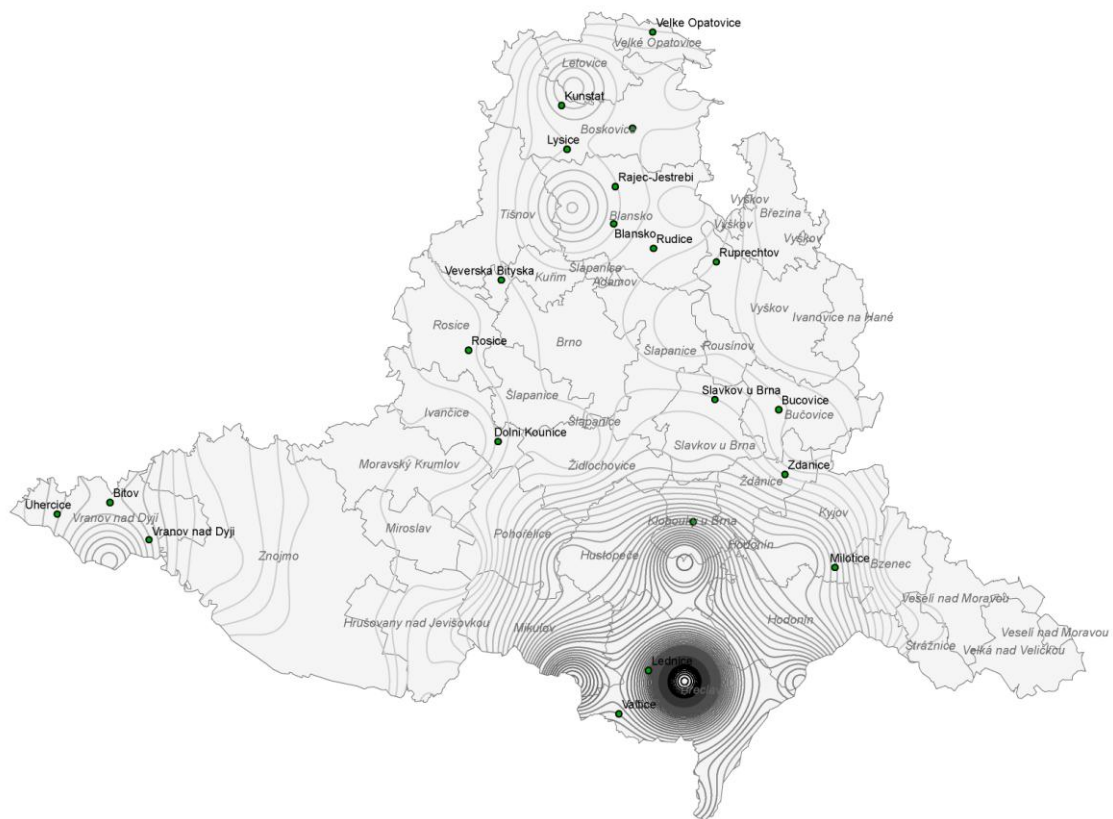 Velke Opatovice
Velké Opatovice
Letovice
Kunstat
Boskovice
Lysice
Rajec-Jestrebi
Vyškov
Tišnov
Blansko
Březina
Blansko
Vyškov
Rudice
Vyškov
Ruprechtov
Šlapanice
Veverska Bityska
Kuřim
Adamov
Vyškov
Ivanovice na Hané
Rosice
Rosice
Brno
Šlapanice
Rousínov
Šlapanice
Slavkov u Brna
Bucovice
Ivančice
Bučovice
Šlapanice
Dolni Kounice
Slavkov u Brna
Moravský Krumlov
Židlochovice
Zdanice
Ždánice
Bitov
Uhercice
Vranov nad Dyjí
Kyjov
Klobouky u Brna
Miroslav
Pohořelice
Vranov nad Dyji
Znojmo
Hustopeče
Hodonín
Milotice
Bzenec
Veselí nad Moravou
Hrušovany nad Jevišovkou
Mikulov
Hodonín
Veselí nad Moravou
Strážnice
Velká nad Veličkou
Lednice
Břeclav
Valtice